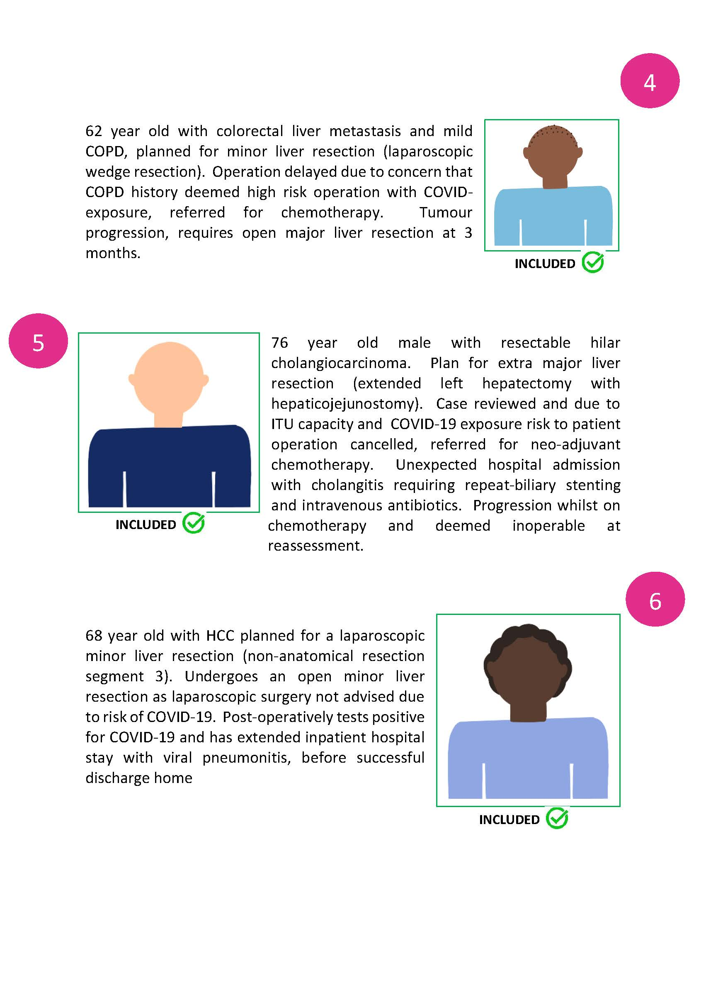 4
62 year old with colorectal liver metastasis and mild
COPD, planned for minor liver resection (laparoscopic
wedge resection). Operation delayed due to concern that
COPD history deemed high risk operation with COVID-
exposure, referred for chemotherapy. Tumour
progression, requires open major liver resection at 3
months.
INCLUDED
5
76 year old male with resectable hilar
cholangiocarcinoma. Plan for extra major liver
resection (extended left hepatectomy with
hepaticojejunostomy). Case reviewed and due to
ITU capacity and COVID-19 exposure risk to patient
operation cancelled, referred for neo-adjuvant
chemotherapy. Unexpected hospital admission
with cholangitis requiring repeat-biliary stenting
and intravenous antibiotics. Progression whilst on
chemotherapy and deemed inoperable at
reassessment.
INCLUDED
6
68 year old with HCC planned for a laparoscopic
minor liver resection (non-anatomical resection
segment 3). Undergoes an open minor liver
resection as laparoscopic surgery not advised due
to risk of COVID-19. Post-operatively tests positive
for COVID-19 and has extended inpatient hospital
stay with viral pneumonitis, before successful
discharge home
INCLUDED